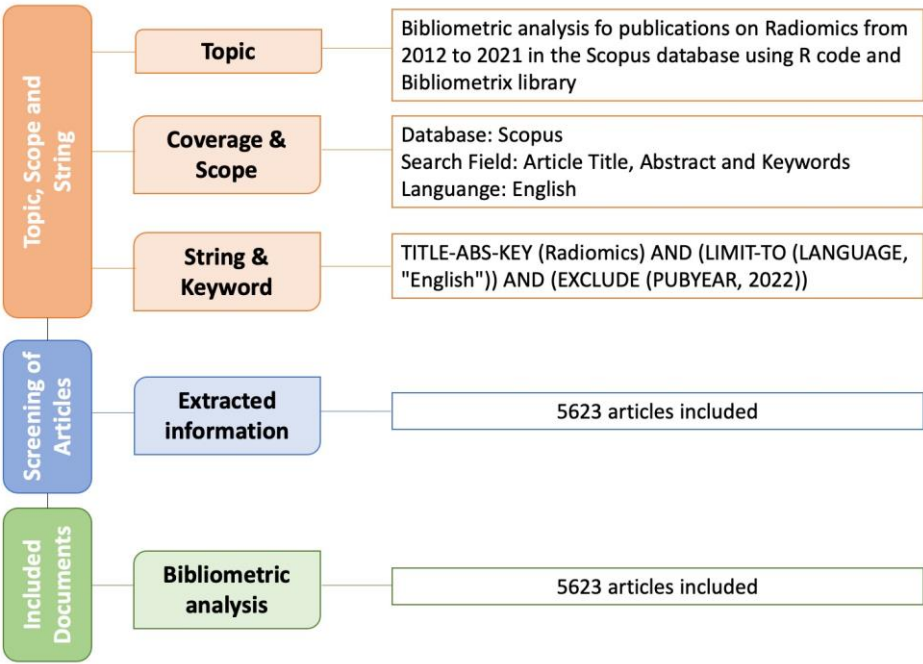 Topic, Scope and
String
Topic
Bibliometric analysis fo publications on Radiomics from
2012 to 2021 in the Scopus database using R code and
Bibliometrix library
Coverage &
Scope
Database: Scopus
Search Field: Article Title, Abstract and Keywords
Languange: English
String &
Keyword
TITLE-ABS-KEY (Radiomics) AND (LIMIT-TO (LANGUAGE,
"English")) AND (EXCLUDE (PUBYEAR, 2022))
Screening of
Articles
Extracted
information
5623 articles included
Included
Documents
Bibliometric
analysis
5623 articles included